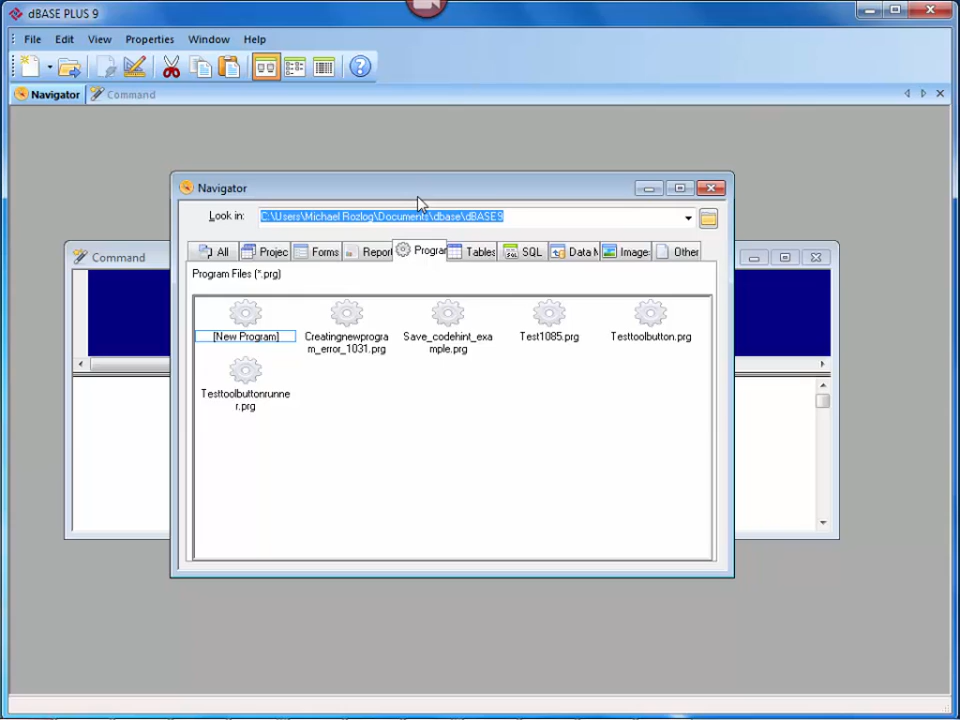 dBASE PLUS 9
File Edit View Properties Window Help
Navigator Command
Navigator
Look in: C:\Users\Michael Rozlog\Documents\dbase\dBASE9
Command
All Projec Forms Report Progran Tables SQL Data M Image: Other
Program Files (*.prg)
[New Program] Creatingnewprogra Save_codehint_exa Test1085.prg Testtoolbutton.prg
m_error_1031.prg mple.prg
Testtoolbuttonrunne
r.prg